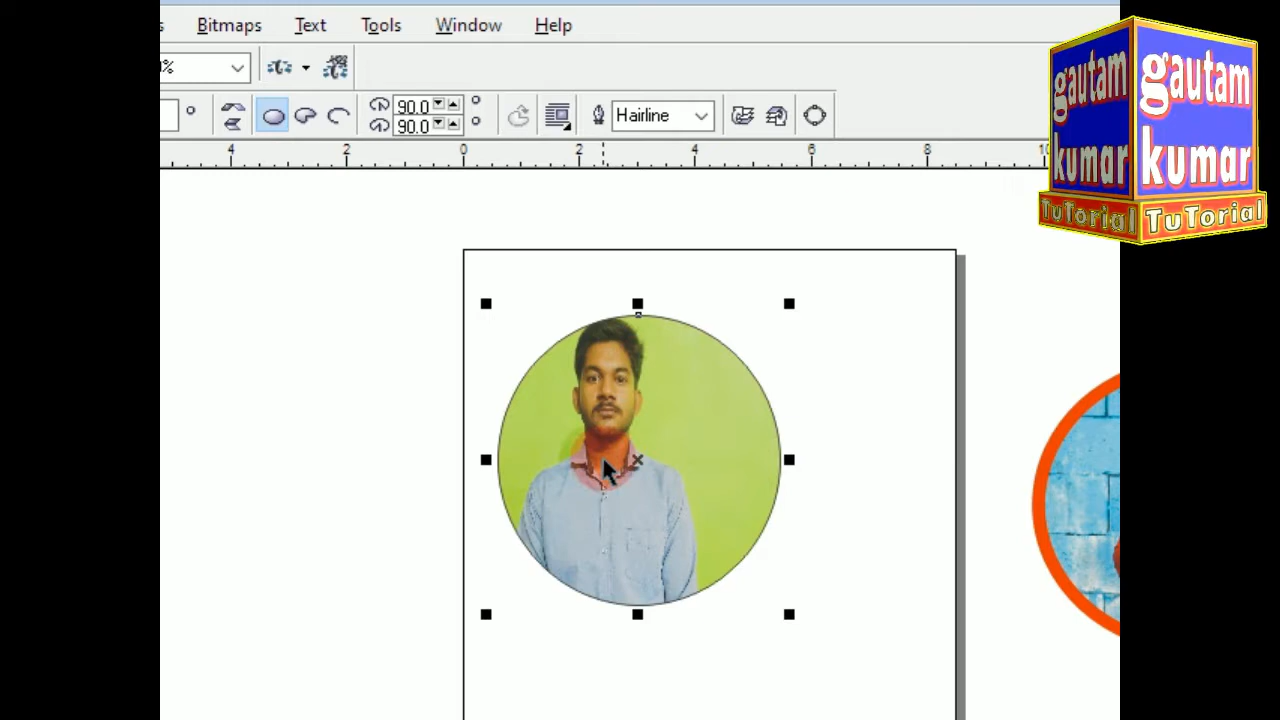 Bitmaps Text Tools Window Help
%
90.0
90.0
Hairline
4 2 0 2 4 6 8 10
gautam
kumar
TuTorial
gautam
kumar
TuTorial